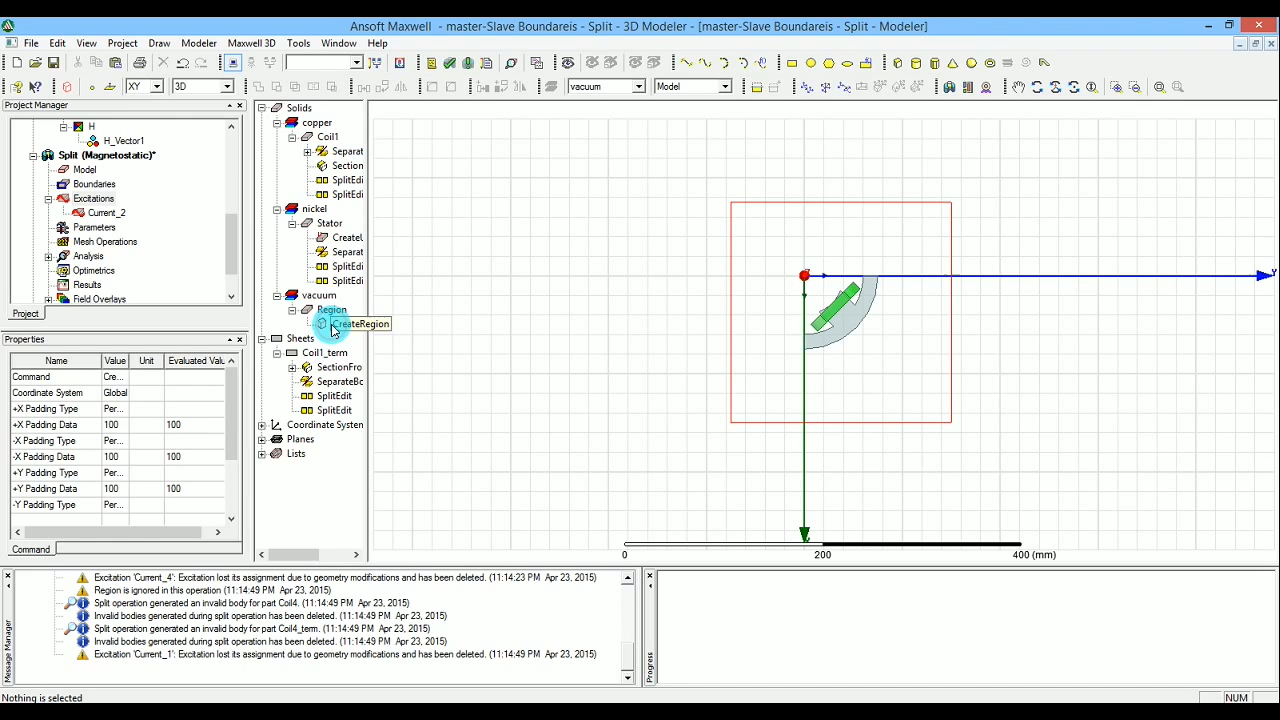 Ansoft Maxwell - master-Slave Boundareis - Split - 3D Modeler - [master-Slave Boundareis - Split - Modeler]
File Edit View Project Draw Modeler Maxwell 3D Tools Window Help
XY 3D vacuum Model
Project Manager
H
H_Vector1
Split (Magnetostatic)*
Model
Boundaries
Excitations
Current_2
Parameters
Mesh Operations
Analysis
Optimetrics
Results
Field Overlays
Project
Properties
Name Value Unit Evaluated Valu
Command Cre...
Coordinate System Global
+X Padding Type Per...
+X Padding Data 100 100
-X Padding Type Per...
-X Padding Data 100 100
+Y Padding Type Per...
+Y Padding Data 100 100
-Y Padding Type Per...
Command
Solids
copper
Coil1
Separat
Section
SplitEdi
SplitEdi
nickel
Stator
CreateU
Separat
SplitEdi
SplitEdi
vacuum
Region
CreateRegion
Sheets
Coil1_term
SectionFro
SeparateBo
SplitEdit
SplitEdit
Coordinate System
Planes
Lists
Y
0 200 400 (mm)
Message Manager
Excitation 'Current_4': Excitation lost its assignment due to geometry modifications and has been deleted. (11:14:23 PM Apr 23, 2015)
Region is ignored in this operation (11:14:49 PM Apr 23, 2015)
Split operation generated an invalid body for part Coil4. (11:14:49 PM Apr 23, 2015)
Invalid bodies generated during split operation has been deleted. (11:14:49 PM Apr 23, 2015)
Split operation generated an invalid body for part Coil4_term. (11:14:49 PM Apr 23, 2015)
Invalid bodies generated during split operation has been deleted. (11:14:49 PM Apr 23, 2015)
Excitation 'Current_1': Excitation lost its assignment due to geometry modifications and has been deleted. (11:14:49 PM Apr 23, 2015)
Progress
Nothing is selected
NUM